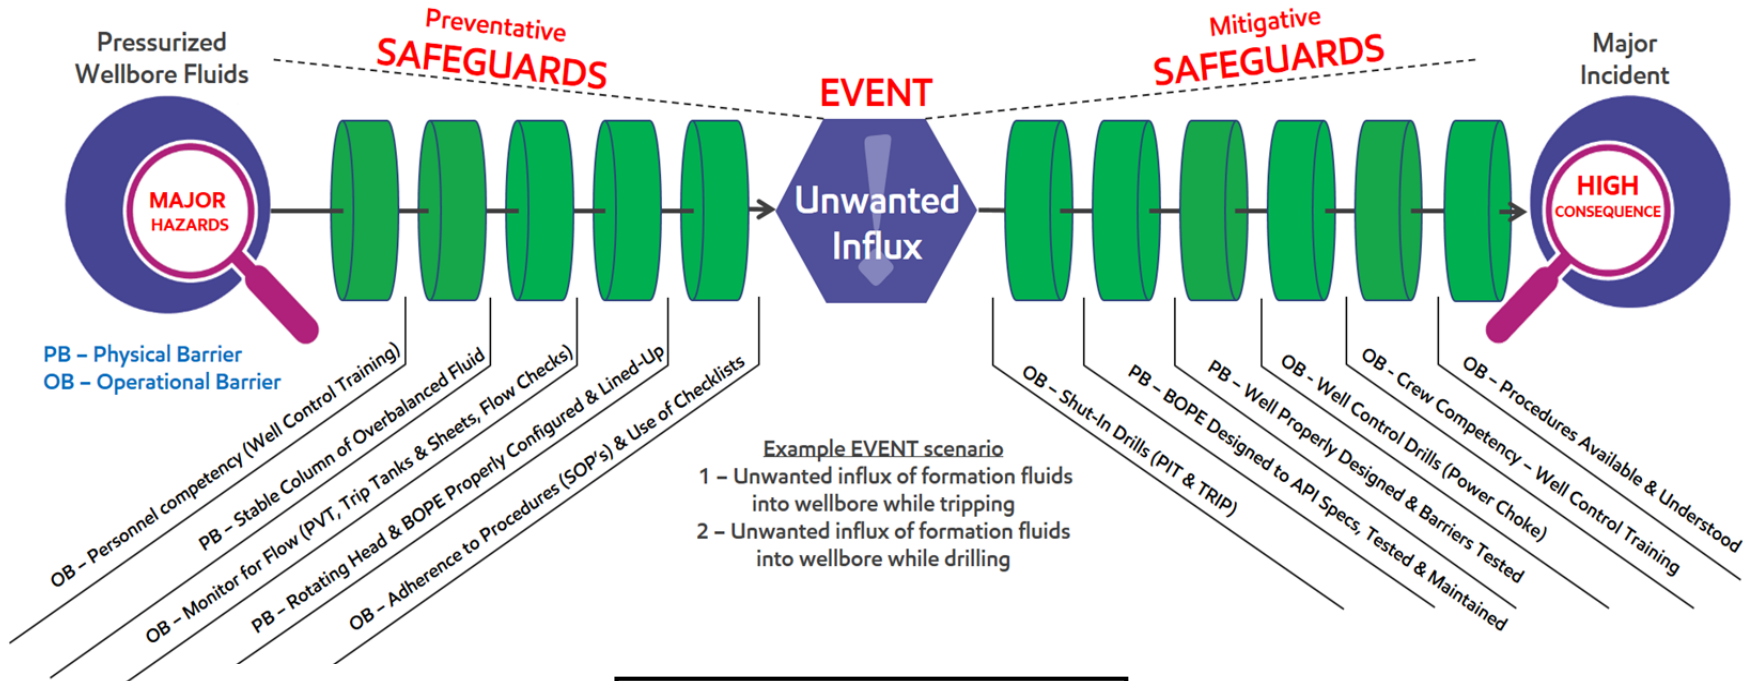 Pressurized
Wellbore Fluids
Preventative
SAFEGUARDS
EVENT
Mitigative
SAFEGUARDS
Major
Incident
MAJOR
HAZARDS
Unwanted
Influx
HIGH
CONSEQUENCE
PB – Physical Barrier
OB – Operational Barrier
OB – Personnel competency (Well Control Training)
PB – Stable Column of Overbalanced Fluid
OB – Monitor for Flow (PVT, Trip Tanks & Sheets, Flow Checks)
PB – Rotating Head & BOPE Properly Configured & Lined-Up
OB – Adherence to Procedures (SOP's) & Use of Checklists
Example EVENT scenario
1 – Unwanted influx of formation fluids
into wellbore while tripping
2 – Unwanted influx of formation fluids
into wellbore while drilling
OB – Shut-In Drills (PIT & TRIP)
PB – BOPE Designed to API Specs, Tested & Maintained
PB – Well Properly Designed & Barriers Tested
OB – Well Control Drills (Power Choke)
OB – Crew Competency – Well Control Training
OB – Procedures Available & Understood